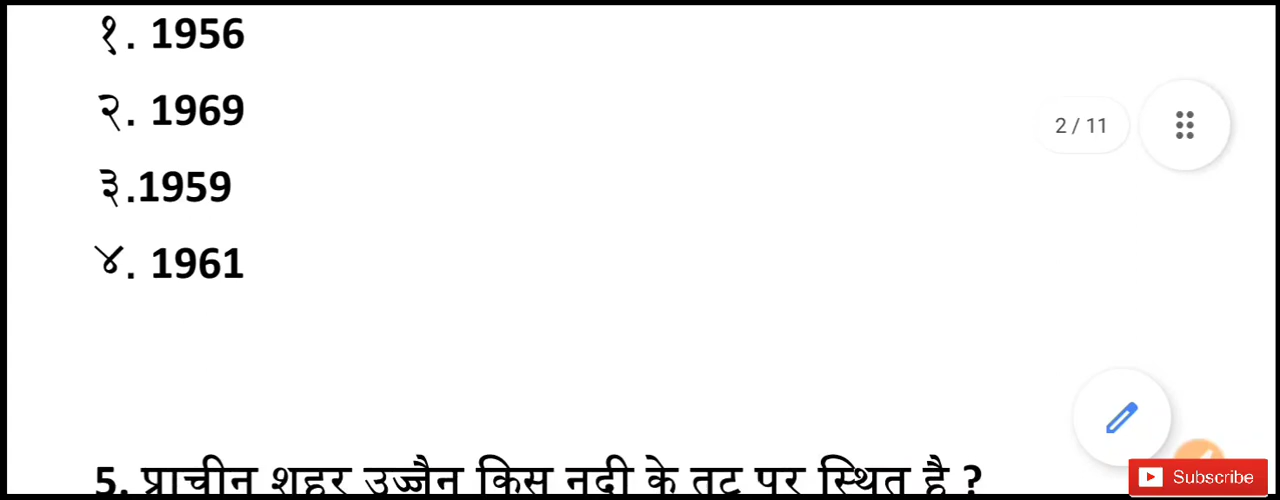 १. 1956
२. 1969
2 / 11
३.1959
४. 1961
5. प्राचीन शहर उज्जैन किस नदी के तट पर स्थित है ?
Subscribe